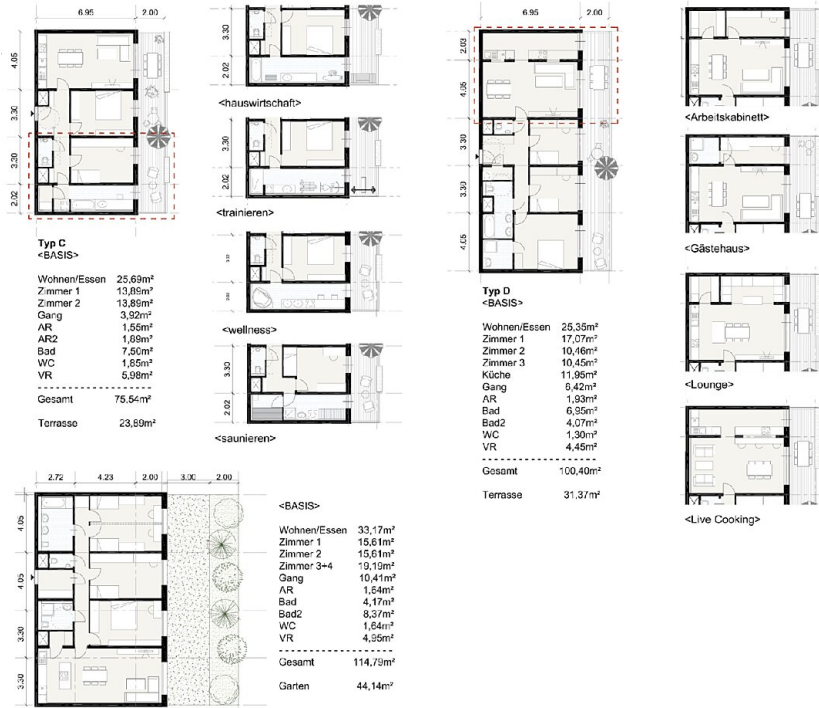 6.95 2.00
4.05
3.30
3.30
2.02
Typ C
<BASIS>
Wohnen/Essen 25,69m²
Zimmer 1 13,89m²
Zimmer 2 13,89m²
Gang 3,92m²
AR 1,55m²
AR2 1,89m²
Bad 7,50m²
WC 1,85m²
VR 5,98m²
Gesamt 75,54m²
Terrasse 23,89m²
3.30
2.02
<hauswirtschaft>
3.30
2.02
<trainieren>
<wellness>
3.30
2.02
<saunieren>
6.95 2.00
2.03
4.05
3.30
3.30
4.05
Typ D
<BASIS>
Wohnen/Essen 25,35m²
Zimmer 1 17,07m²
Zimmer 2 10,46m²
Zimmer 3 10,45m²
Küche 11,95m²
Gang 6,42m²
AR 1,93m²
Bad 6,95m²
Bad2 4,07m²
WC 1,30m²
VR 4,45m²
Gesamt 100,40m²
Terrasse 31,37m²
<Arbeitskabinett>
<Gästehaus>
<Lounge>
<Live Cooking>
2.72 4.23 2.00 3.00 2.00
4.05
4.05
3.30
3.30
<BASIS>
Wohnen/Essen 33,17m²
Zimmer 1 15,61m²
Zimmer 2 15,61m²
Zimmer 3+4 19,19m²
Gang 10,41m²
AR 1,64m²
Bad 4,17m²
Bad2 8,37m²
WC 1,64m²
VR 4,95m²
Gesamt 114,79m²
Garten 44,14m²